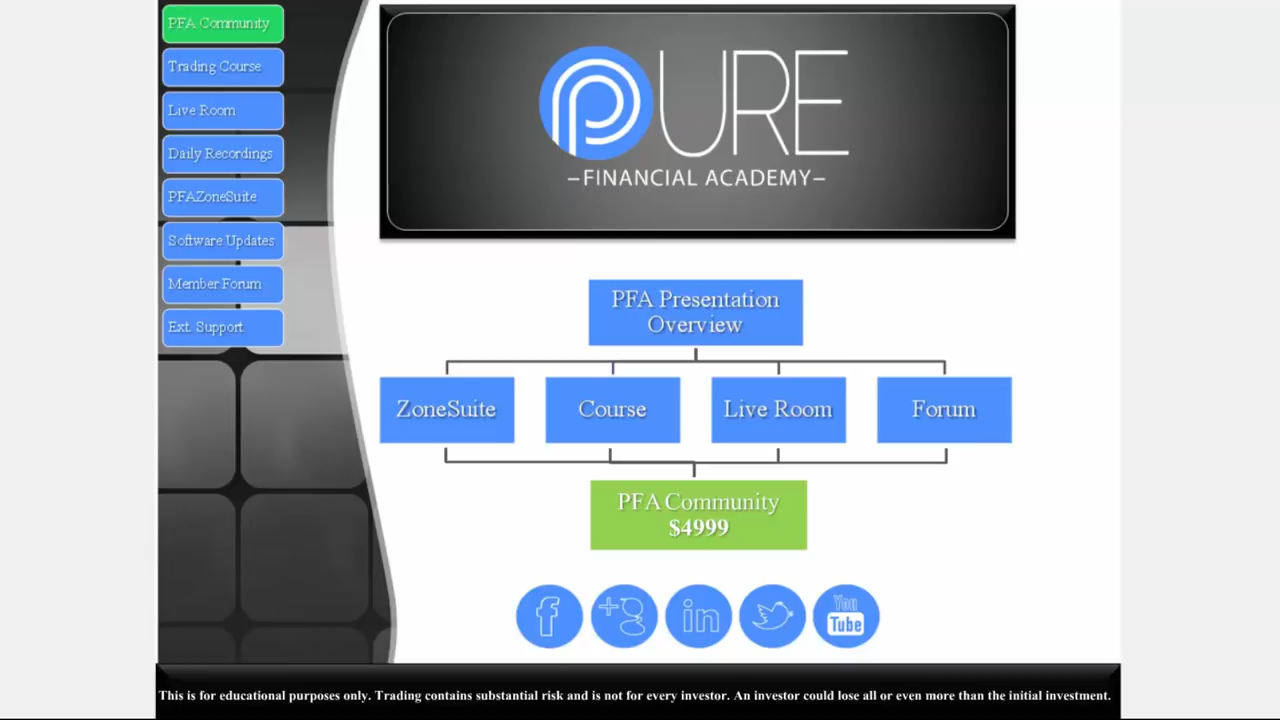 PFA Community
Trading Course
Live Room
Daily Recordings
PFAZoneSuite
Software Updates
Member Forum
Ext. Support
PURE
–FINANCIAL ACADEMY–
PFA Presentation
Overview
ZoneSuite
Course
Live Room
Forum
PFA Community
$4999
f
+g
in
You
Tube
This is for educational purposes only. Trading contains substantial risk and is not for every investor. An investor could lose all or even more than the initial investment.